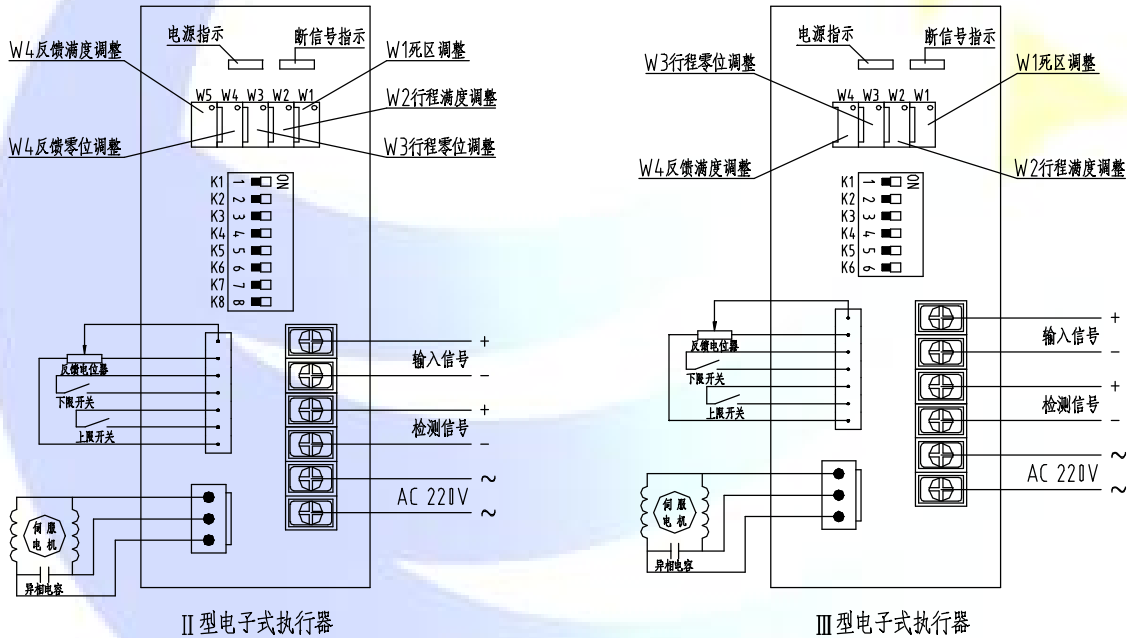 电源指示
断信号指示
W4反馈满度调整
W1死区调整
W5 W4 W3 W2 W1
W2行程满度调整
W4反馈零位调整
W3行程零位调整
K1 1 ON
K2 2
K3 3
K4 4
K5 5
K6 6
K7 7
K8 8
反馈电位器
下限开关
上限开关
+
输入信号
-
+
检测信号
-
~
AC 220V
~
伺服
电机
异相电容
II型电子式执行器
电源指示
断信号指示
W3行程零位调整
W1死区调整
W4 W3 W2 W1
W4反馈满度调整
W2行程满度调整
K1 1 ON
K2 2
K3 3
K4 4
K5 5
K6 6
反馈电位器
下限开关
上限开关
+
输入信号
-
+
检测信号
-
~
AC 220V
~
伺服
电机
异相电容
III型电子式执行器